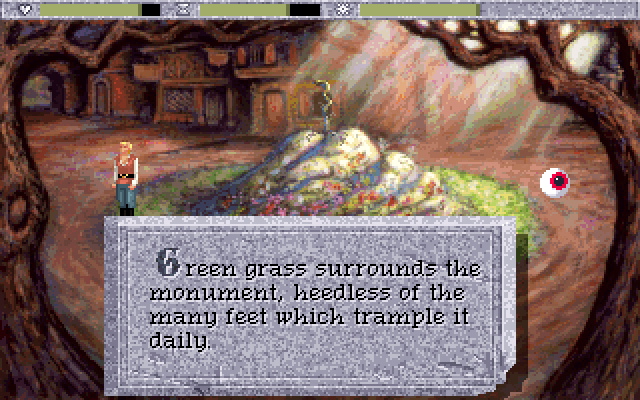 Green grass surrounds the
monument, heedless of the
many feet which trample it
daily.